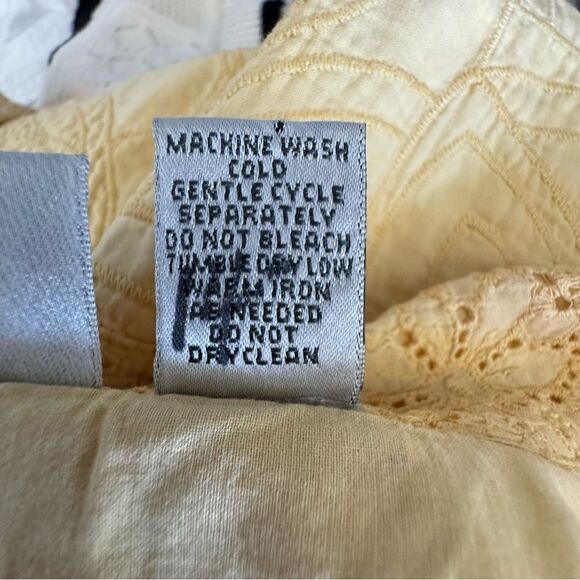 MACHINE WASH
COLD
GENTLE CYCLE
SEPARATELY
DO NOT BLEACH
TUMBLE DRY LOW
WARM IRON
AS NEEDED
DO NOT
DRYCLEAN